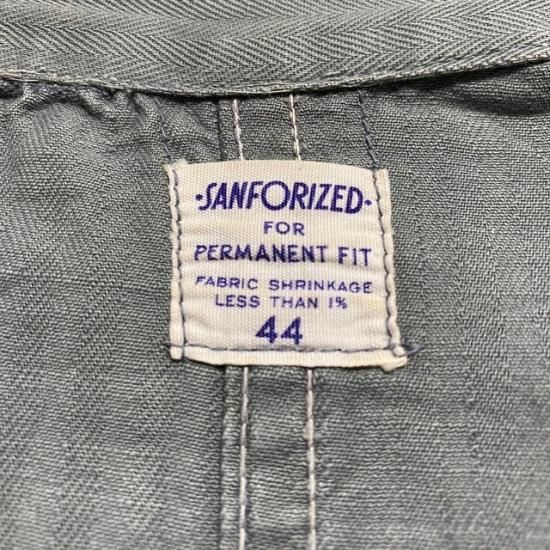 ·SANFORIZED·
FOR
PERMANENT FIT
FABRIC SHRINKAGE
LESS THAN 1%
44